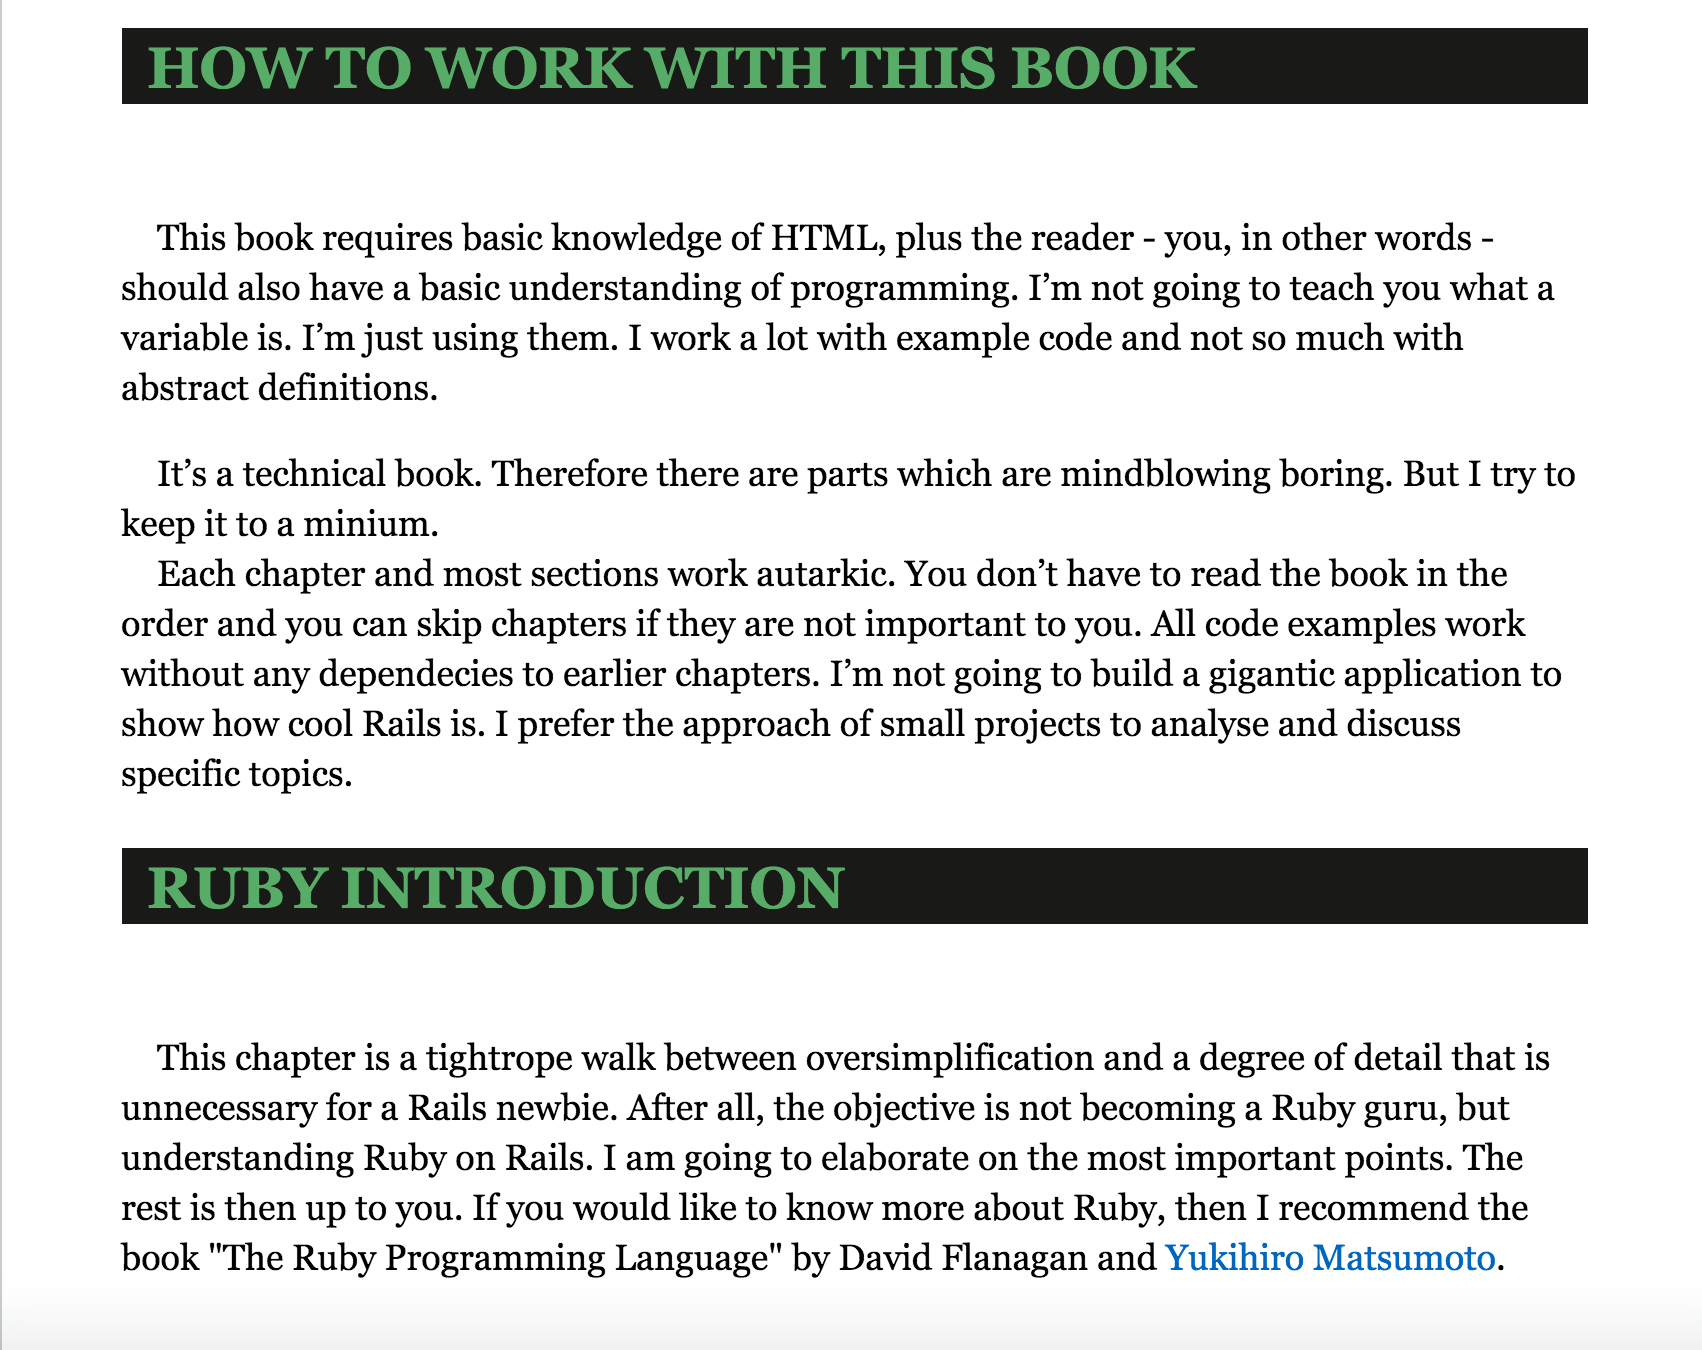 HOW TO WORK WITH THIS BOOK
This book requires basic knowledge of HTML, plus the reader - you, in other words -
should also have a basic understanding of programming. I’m not going to teach you what a
variable is. I’m just using them. I work a lot with example code and not so much with
abstract definitions.
It’s a technical book. Therefore there are parts which are mindblowing boring. But I try to
keep it to a minium.
Each chapter and most sections work autarkic. You don’t have to read the book in the
order and you can skip chapters if they are not important to you. All code examples work
without any dependecies to earlier chapters. I’m not going to build a gigantic application to
show how cool Rails is. I prefer the approach of small projects to analyse and discuss
specific topics.
RUBY INTRODUCTION
This chapter is a tightrope walk between oversimplification and a degree of detail that is
unnecessary for a Rails newbie. After all, the objective is not becoming a Ruby guru, but
understanding Ruby on Rails. I am going to elaborate on the most important points. The
rest is then up to you. If you would like to know more about Ruby, then I recommend the
book "The Ruby Programming Language" by David Flanagan and Yukihiro Matsumoto.